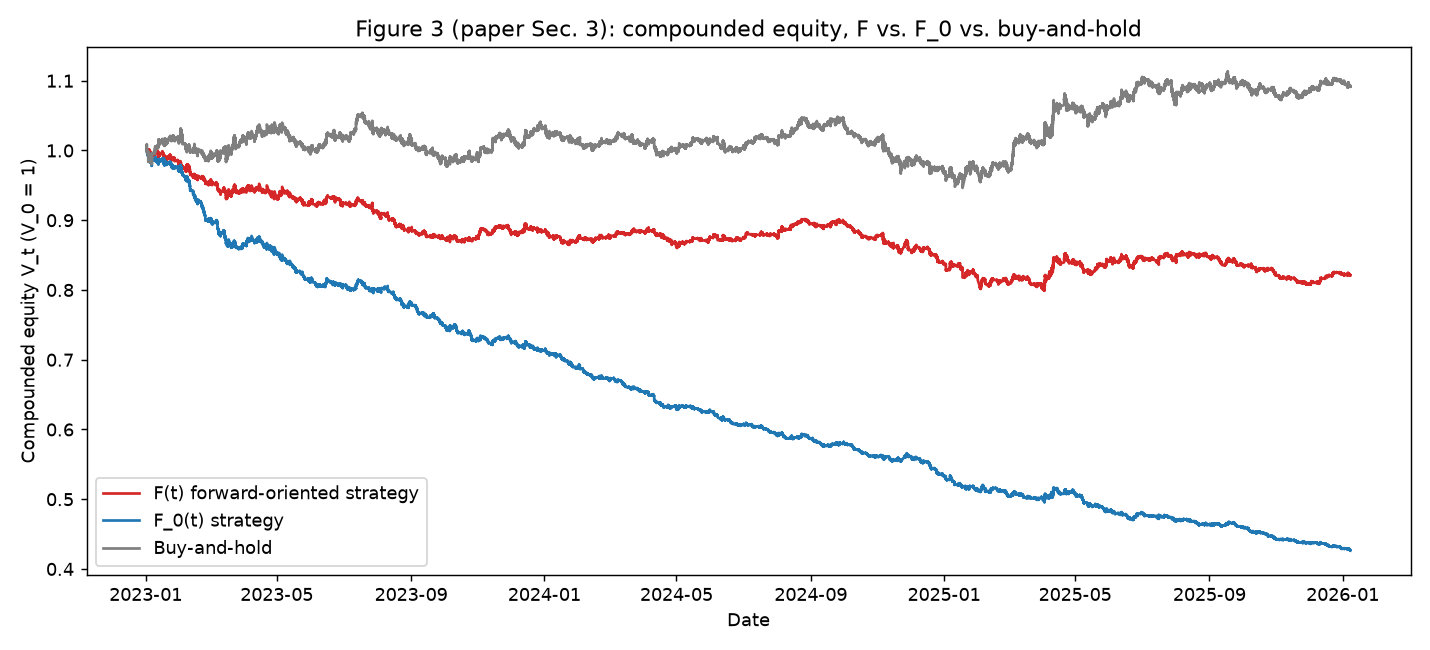 Figure 3 (paper Sec. 3): compounded equity, F vs. F_0 vs. buy-and-hold
Compounded equity V_t (V_0 = 1)
1.1
1.0
0.9
0.8
0.7
0.6
0.5
0.4
F(t) forward-oriented strategy
F_0(t) strategy
Buy-and-hold
2023-01 2023-05 2023-09 2024-01 2024-05 2024-09 2025-01 2025-05 2025-09 2026-01
Date